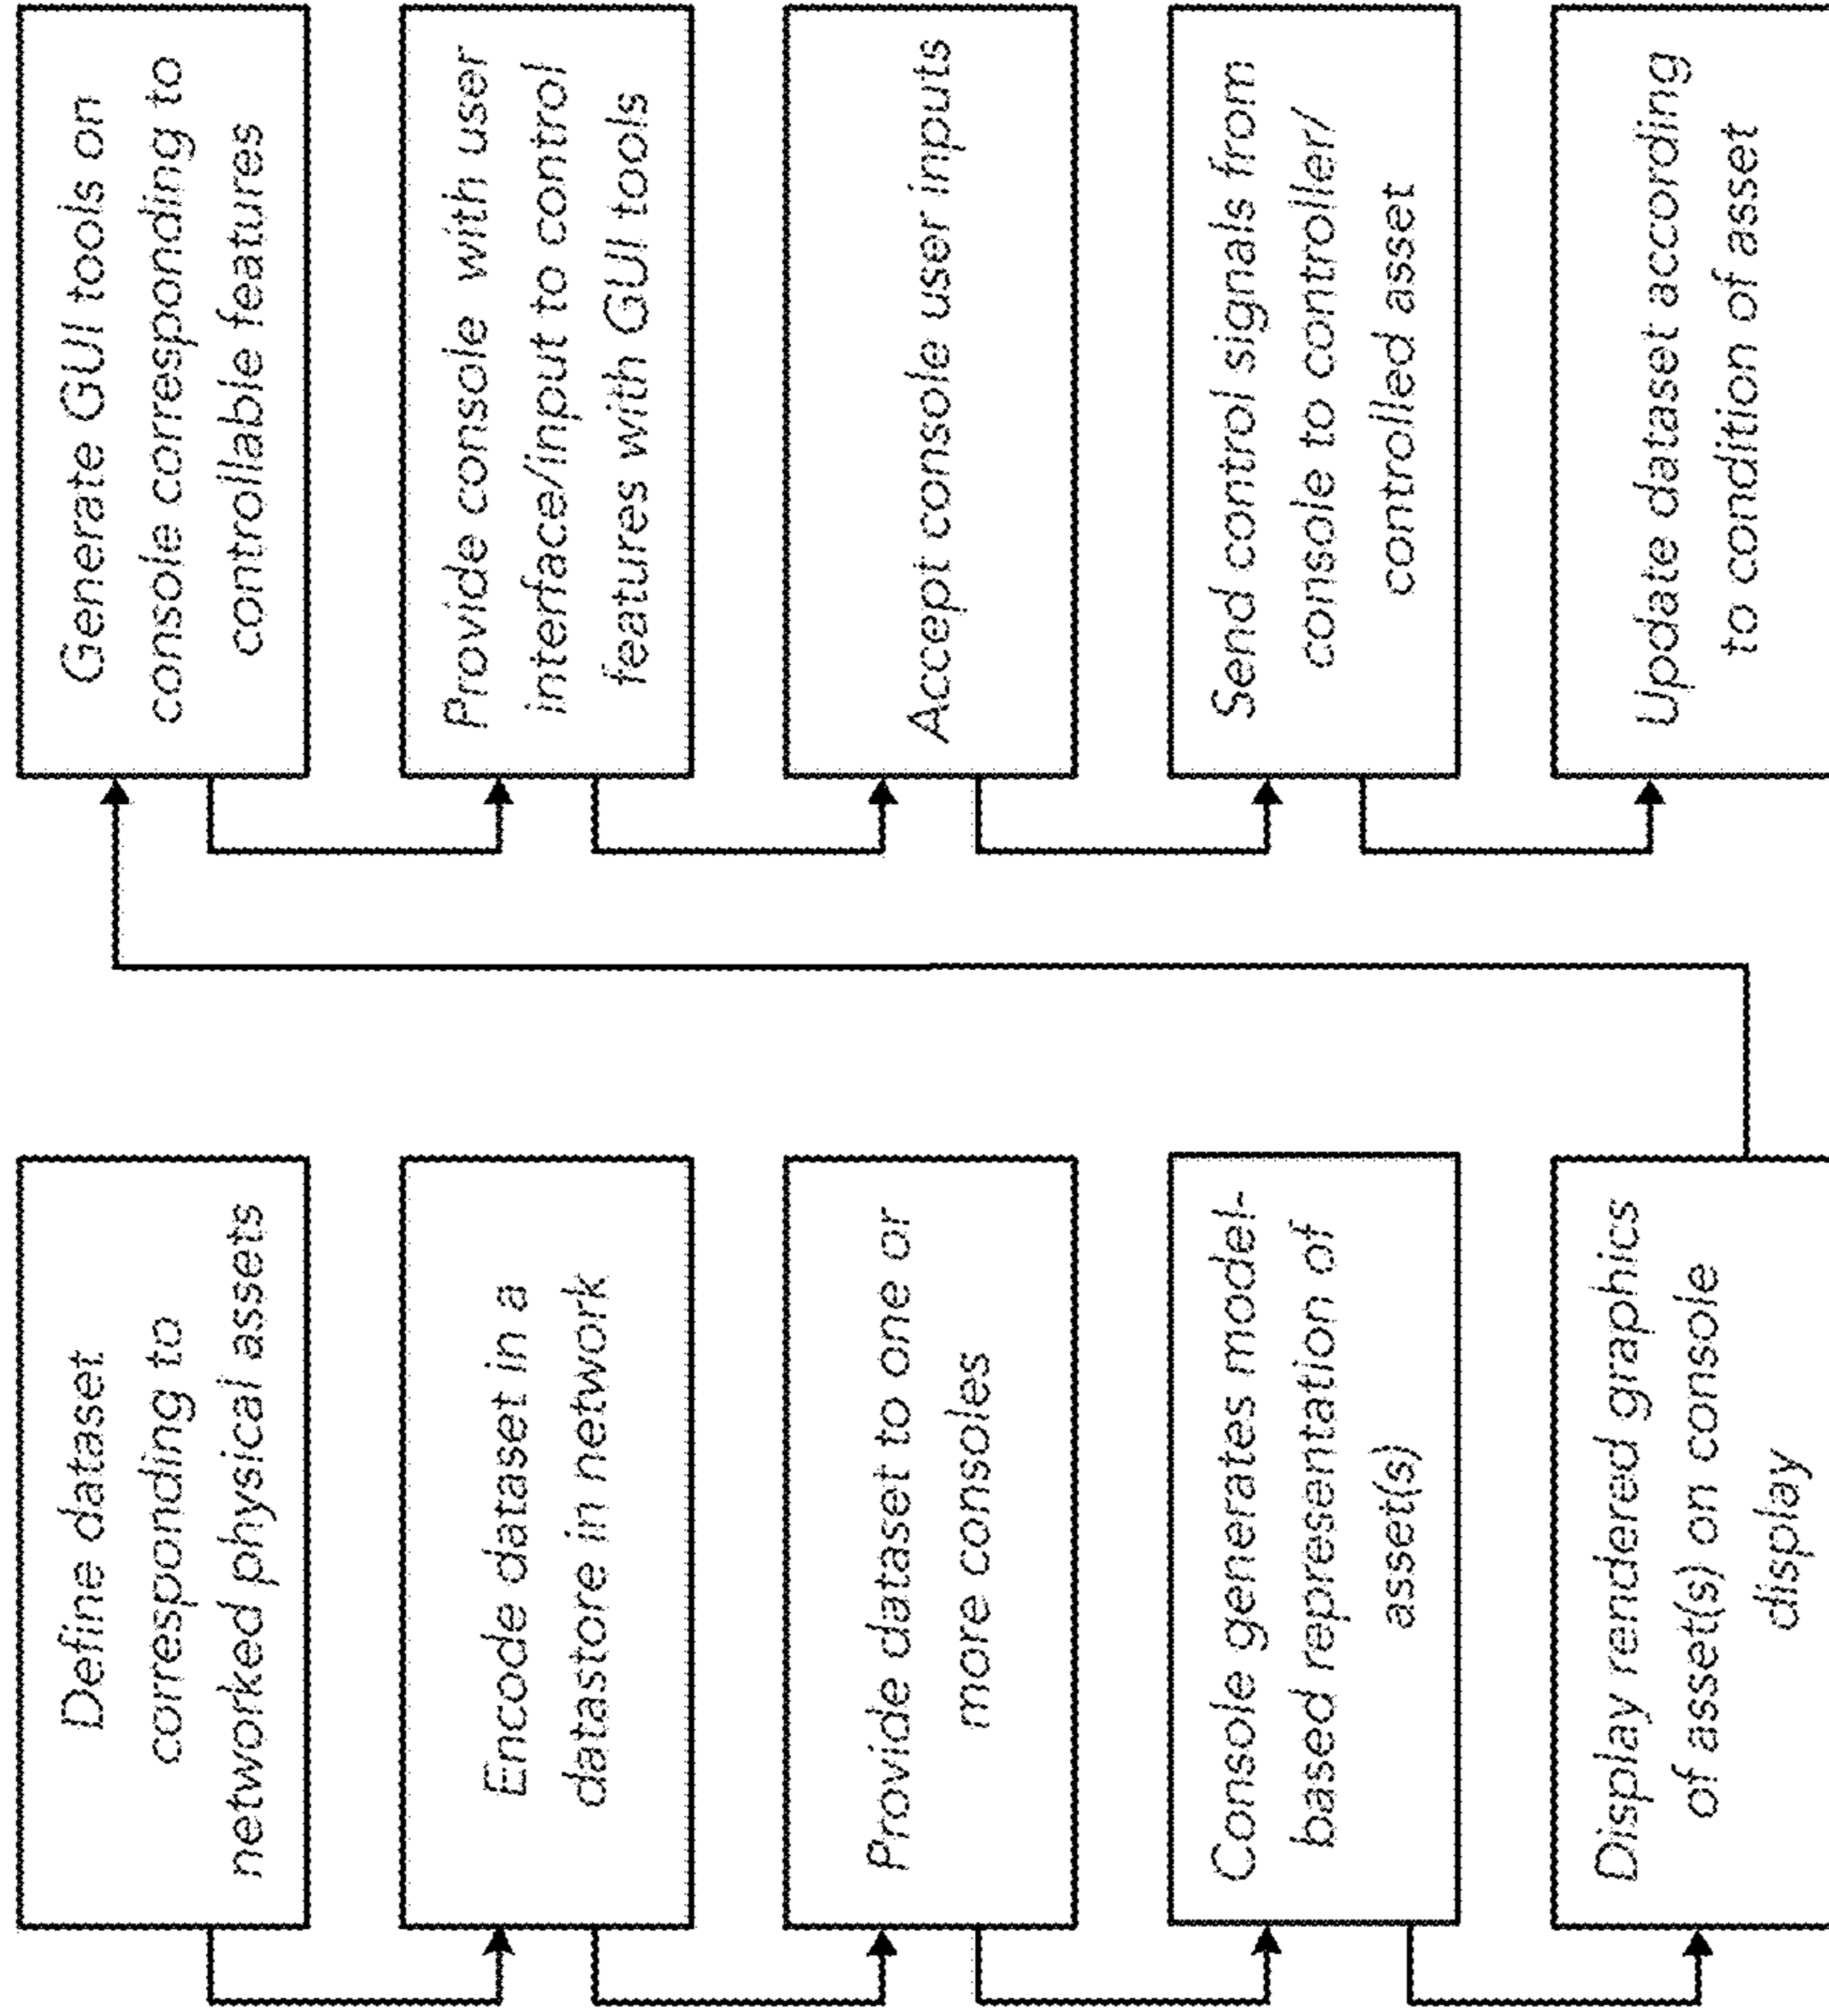 Define dataset
corresponding to
networked physical assets
Encode dataset in a
datastore in network
Provide dataset to one or
more consoles
Console generates model-
based representation of
asset(s)
Display rendered graphics
of asset(s) on console
display
Generate GUI tools on
console corresponding to
controllable features
Provide console with user
interface/input to control
features with GUI tools
Accept console user inputs
Send control signals from
console to controller/
controlled asset
Update dataset according
to condition of asset